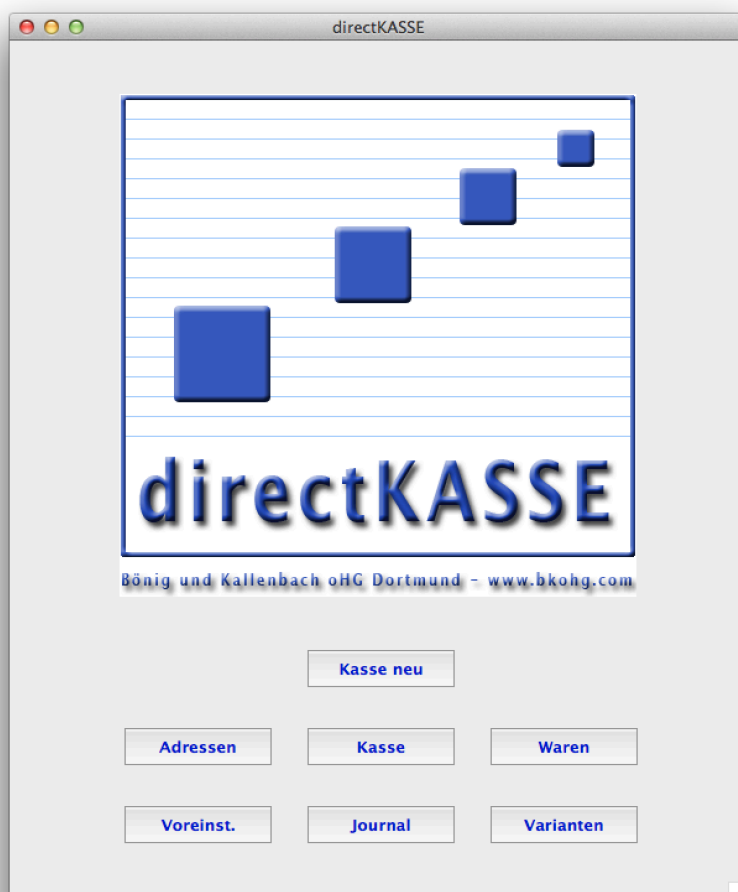 directKASSE
directKASSE
Bönig und Kallenbach oHG Dortmund - www.bkohg.com
Kasse neu
Adressen Kasse Waren
Voreinst. Journal Varianten